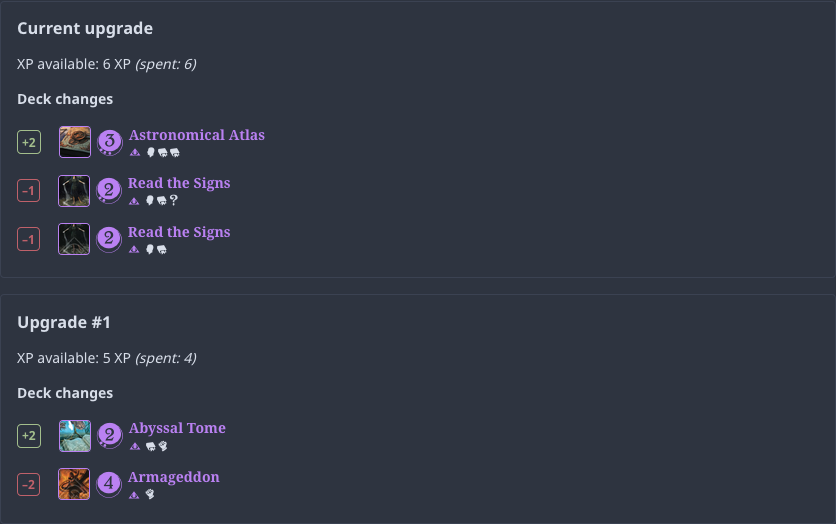 Current upgrade
XP available: 6 XP (spent: 6)
Deck changes
+2 3 Astronomical Atlas
−1 2 Read the Signs
?
−1 2 Read the Signs
Upgrade #1
XP available: 5 XP (spent: 4)
Deck changes
+2 2 Abyssal Tome
−2 4 Armageddon